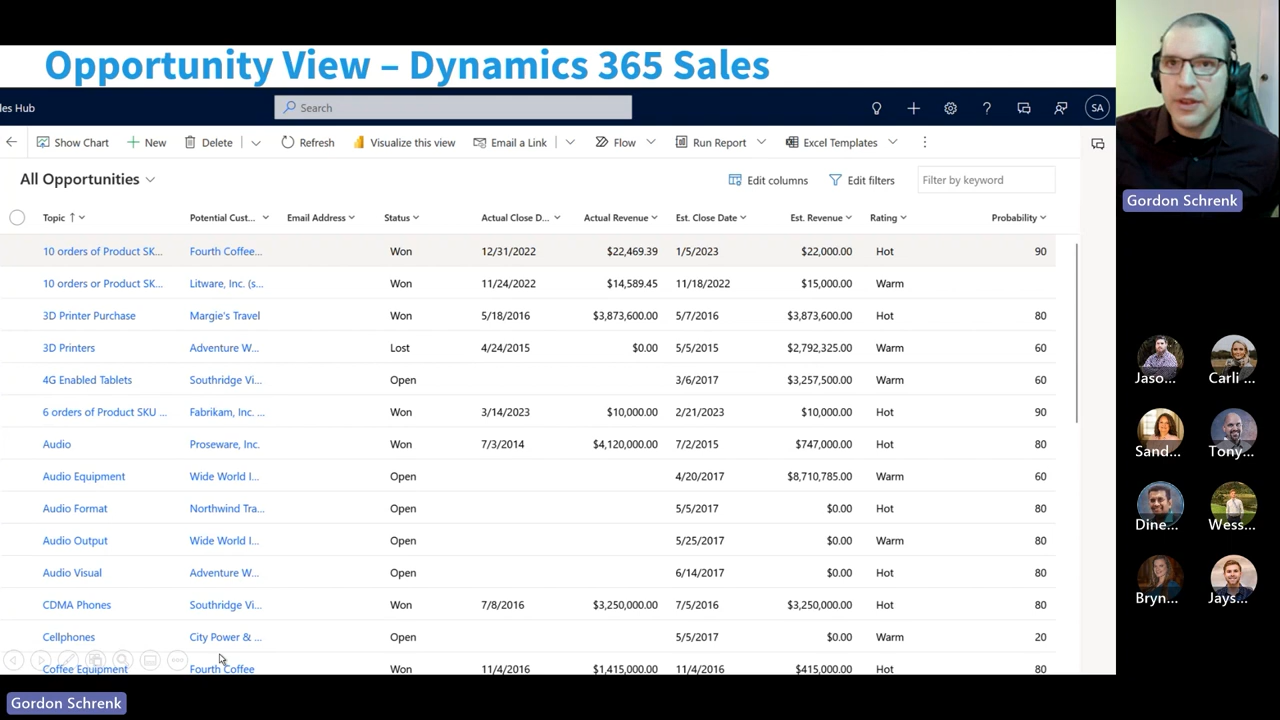 Opportunity View – Dynamics 365 Sales
les Hub
Search
SA
Show Chart New Delete Refresh Visualize this view Email a Link Flow Run Report Excel Templates
All Opportunities
Edit columns Edit filters Filter by keyword
Topic Potential Cust... Email Address Status Actual Close D... Actual Revenue Est. Close Date Est. Revenue Rating Probability
10 orders of Product SK... Fourth Coffee... Won 12/31/2022 $22,469.39 1/5/2023 $22,000.00 Hot 90
10 orders or Product SK... Litware, Inc. (s... Won 11/24/2022 $14,589.45 11/18/2022 $15,000.00 Warm
3D Printer Purchase Margie's Travel Won 5/18/2016 $3,873,600.00 5/7/2016 $3,873,600.00 Hot 80
3D Printers Adventure W... Lost 4/24/2015 $0.00 5/5/2015 $2,792,325.00 Warm 60
4G Enabled Tablets Southridge Vi... Open 3/6/2017 $3,257,500.00 Warm 60
6 orders of Product SKU ... Fabrikam, Inc. ... Won 3/14/2023 $10,000.00 2/21/2023 $10,000.00 Hot 90
Audio Proseware, Inc. Won 7/3/2014 $4,120,000.00 7/2/2015 $747,000.00 Hot 80
Audio Equipment Wide World I... Open 4/20/2017 $8,710,785.00 Warm 60
Audio Format Northwind Tra... Open 5/5/2017 $0.00 Hot 80
Audio Output Wide World I... Open 5/25/2017 $0.00 Warm 80
Audio Visual Adventure W... Open 6/14/2017 $0.00 Hot 80
CDMA Phones Southridge Vi... Won 7/8/2016 $3,250,000.00 7/5/2016 $3,250,000.00 Hot 80
Cellphones City Power & ... Open 5/5/2017 $0.00 Warm 20
Coffee Equipment Fourth Coffee Won 11/4/2016 $1,415,000.00 11/4/2016 $415,000.00 Hot 80
Gordon Schrenk
Gordon Schrenk
Jaso... Carli ...
Sand... Tony...
Dine... Wess...
Bryn... Jays...